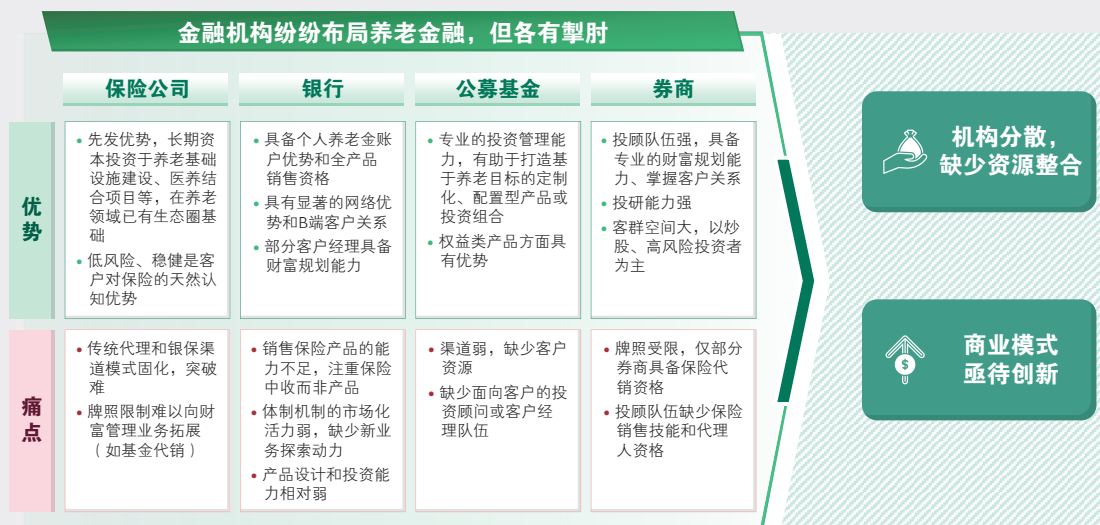 金融机构纷纷布局养老金融，但各有掣肘
保险公司
银行
公募基金
券商
优势
• 先发优势，长期资
本投资于养老基础
设施建设、医养结
合项目等，在养老
领域已有生态圈基
础
• 低风险、稳健是客
户对保险的天然认
知优势
• 具备个人养老金账
户优势和全产品
销售资格
• 具有显著的网络优
势和B端客户关系
• 部分客户经理具备
财富规划能力
• 专业的投资管理能
力，有助于打造基
于养老目标的定制
化、配置型产品或
投资组合
• 权益类产品方面具
有优势
• 投顾队伍强，具备
专业的财富规划能
力、掌握客户关系
• 投研能力强
• 客群空间大，以炒
股、高风险投资者
为主
痛点
• 传统代理和银保渠
道模式固化，突破
难
• 牌照限制难以向财
富管理业务拓展
（如基金代销）
• 销售保险产品的能
力不足，注重保险
中收而非产品
• 体制机制的市场化
活力弱，缺少新业
务探索动力
• 产品设计和投资能
力相对弱
• 渠道弱，缺少客户
资源
• 缺少面向客户的投
资顾问或客户经
理队伍
• 牌照受限，仅部分
券商具备保险代
销资格
• 投顾队伍缺少保险
销售技能和代理
人资格
机构分散，
缺少资源整合
商业模式
亟待创新
$